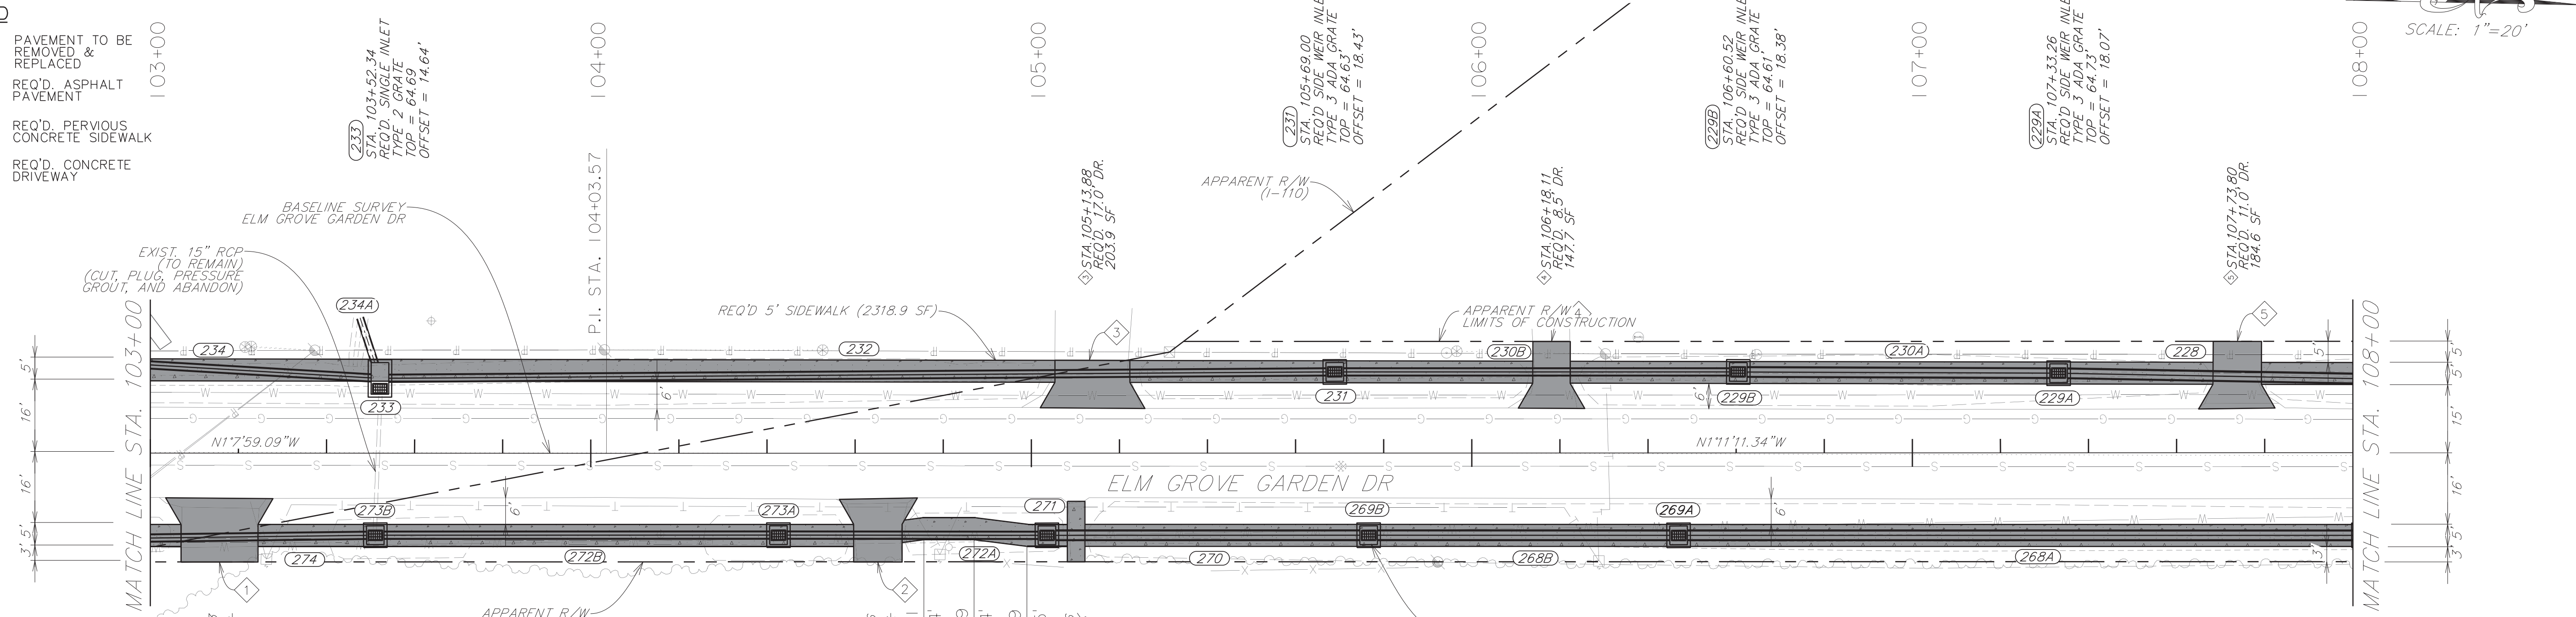 PAVEMENT TO BE
REMOVED &
REPLACED
REQ'D. ASPHALT
PAVEMENT
REQ'D. PERVIOUS
CONCRETE SIDEWALK
REQ'D. CONCRETE
DRIVEWAY
103+00
104+00
105+00
106+00
107+00
108+00
SCALE: 1"=20'
233
STA. 103+52.34
REQ'D. SINGLE INLET
TYPE 2 GRATE
TOP = 64.69
OFFSET = 14.64'
231
STA. 105+69.00
REQ'D SIDE WEIR
TYPE 3 ADA GRATE
TOP = 64.63'
OFFSET = 18.43'
229B
STA. 106+60.52
REQ'D SIDE WEIR
TYPE 3 ADA GRATE
TOP = 64.61'
OFFSET = 18.38'
229A
STA. 107+33.26
REQ'D SIDE WEIR
TYPE 3 ADA GRATE
TOP = 64.73'
OFFSET = 18.07'
P.I. STA. 104+03.57
3
STA.105+13.88
REQ'D. 17.0' DR.
203.9 SF
4
STA.106+18.11
REQ'D. 8.5' DR.
147.7 SF
5
STA.107+73.80
REQ'D. 11.0' DR.
184.6 SF
APPARENT R/W
(I-110)
BASELINE SURVEY
ELM GROVE GARDEN DR
EXIST. 15" RCP
(TO REMAIN)
(CUT, PLUG, PRESSURE
GROUT, AND ABANDON)
234A
REQ'D 5' SIDEWALK (2318.9 SF)
APPARENT R/W
LIMITS OF CONSTRUCTION
4
3
5
234
232
230B
230A
228
233
231
229B
229A
6'
6'
5'
5'
16'
16'
5'
3'
5'
5'
15'
16'
5'
3'
MATCH LINE STA. 103+00
MATCH LINE STA. 108+00
N1°7'59.09"W
N1°11'11.34"W
ELM GROVE GARDEN DR
273B
6'
273A
271
269B
269A
6'
274
272B
272A
270
268B
268A
3'
1
2
APPARENT R/W